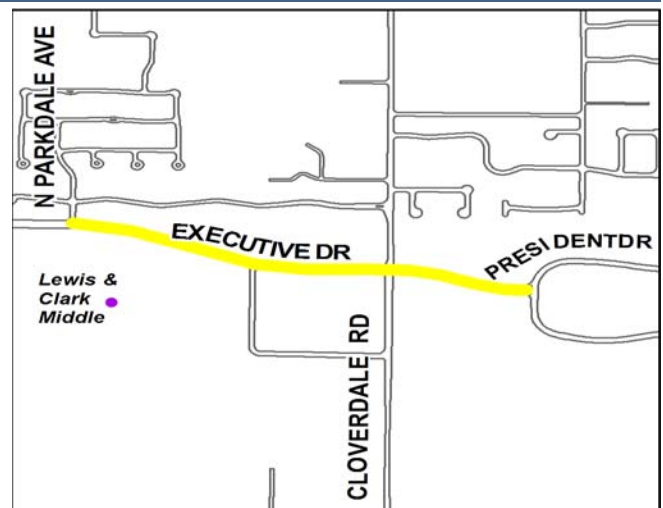 N PARKDALE AVE
EXECUTIVE DR
PRESI DENTDR
Lewis &
Clark
Middle
CLOVERDALE RD